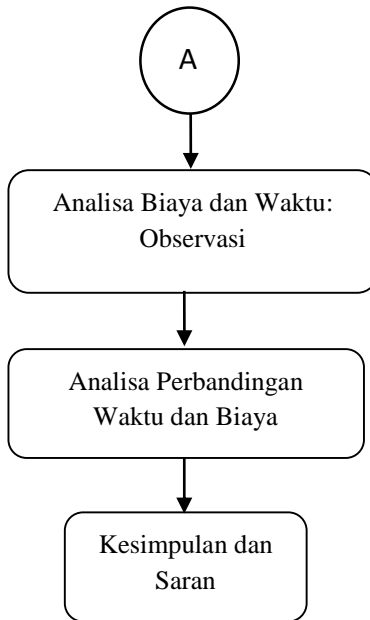 A
Analisa Biaya dan Waktu:
Observasi
Analisa Perbandingan
Waktu dan Biaya
Kesimpulan dan
Saran